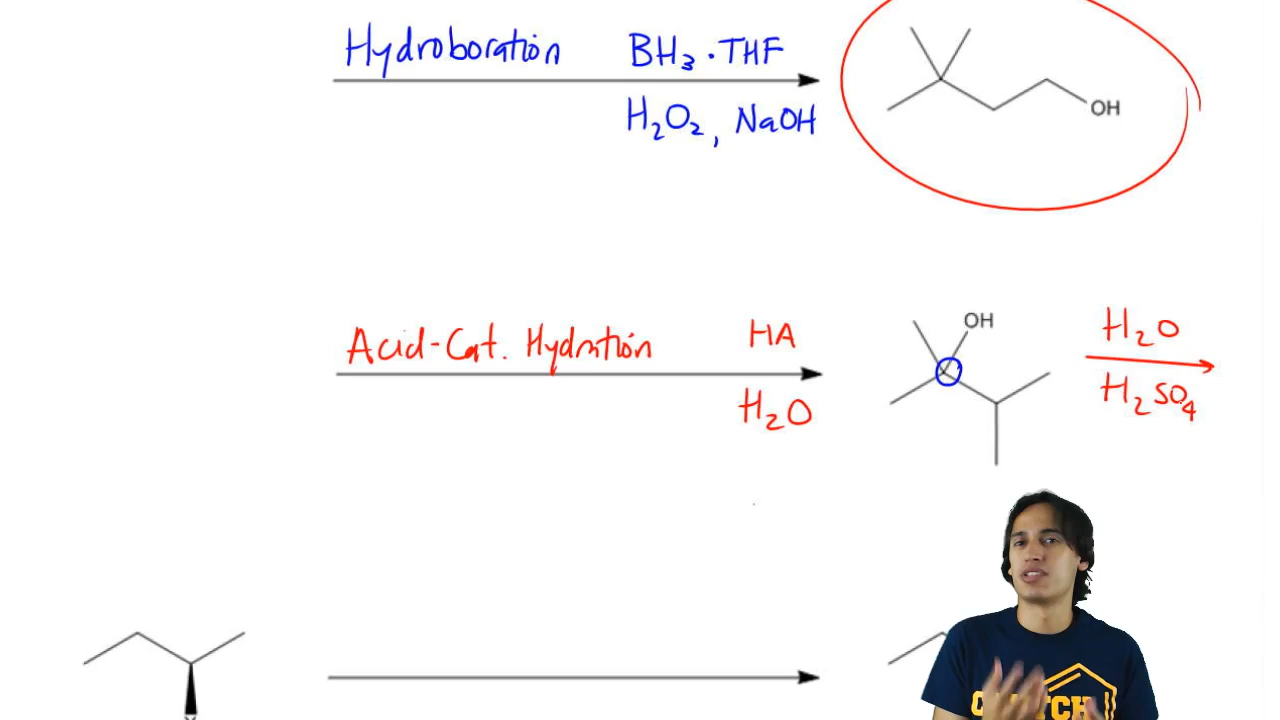 Hydroboration BH₃·THF
H₂O₂, NaOH
OH
Acid-Cat. Hydration HA
H₂O
OH
H₂O
H₂SO₄